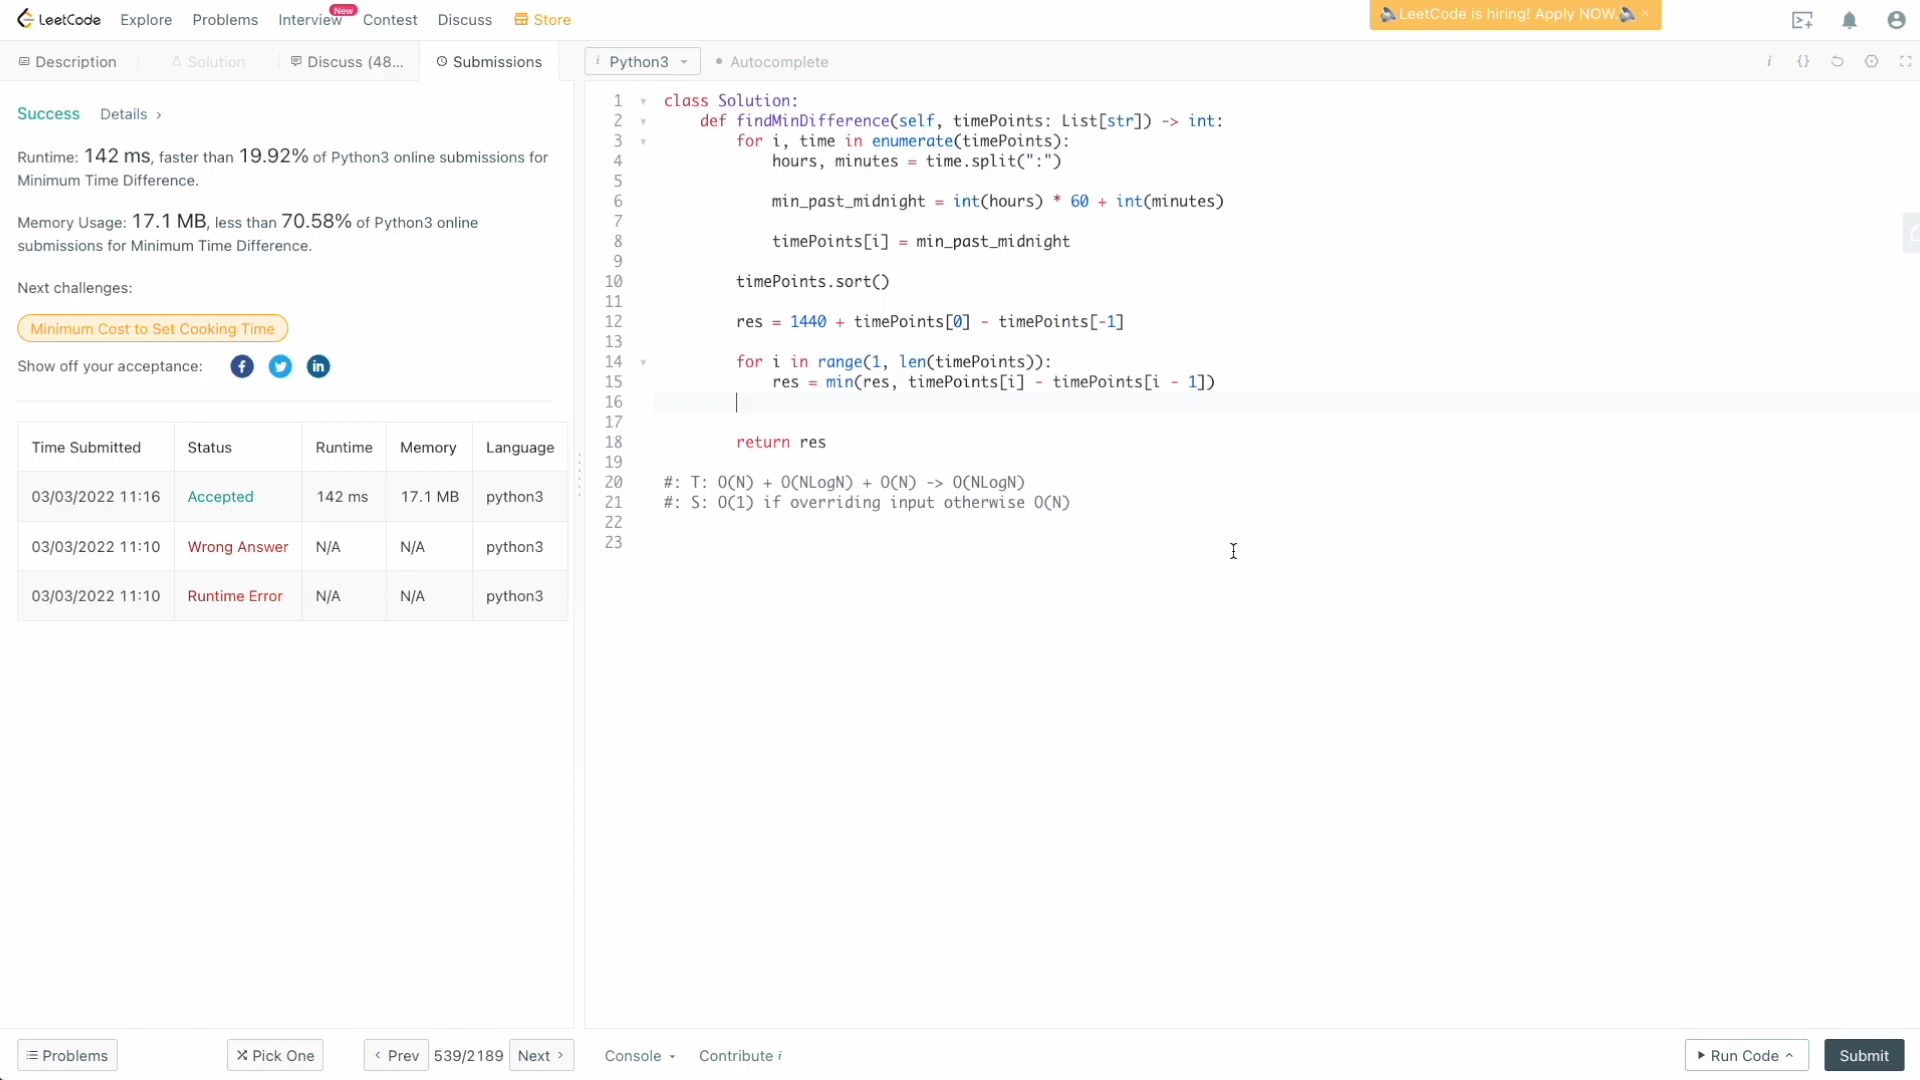 LeetCode Explore Problems Interview New Contest Discuss Store LeetCode is hiring! Apply NOW. ×
Description Solution Discuss (48... Submissions
Success Details ›
Runtime: 142 ms, faster than 19.92% of Python3 online submissions for
Minimum Time Difference.
Memory Usage: 17.1 MB, less than 70.58% of Python3 online
submissions for Minimum Time Difference.
Next challenges:
Minimum Cost to Set Cooking Time
Show off your acceptance:
Time Submitted Status Runtime Memory Language
03/03/2022 11:16 Accepted 142 ms 17.1 MB python3
03/03/2022 11:10 Wrong Answer N/A N/A python3
03/03/2022 11:10 Runtime Error N/A N/A python3
i Python3 Autocomplete i {}
1 class Solution:
2 def findMinDifference(self, timePoints: List[str]) -> int:
3 for i, time in enumerate(timePoints):
4 hours, minutes = time.split(":")
5
6 min_past_midnight = int(hours) * 60 + int(minutes)
7
8 timePoints[i] = min_past_midnight
9
10 timePoints.sort()
11
12 res = 1440 + timePoints[0] - timePoints[-1]
13
14 for i in range(1, len(timePoints)):
15 res = min(res, timePoints[i] - timePoints[i - 1])
16
17
18 return res
19
20 #: T: O(N) + O(NLogN) + O(N) -> O(NLogN)
21 #: S: O(1) if overriding input otherwise O(N)
22
23
Problems Pick One ‹ Prev 539/2189 Next › Console Contribute i Run Code Submit